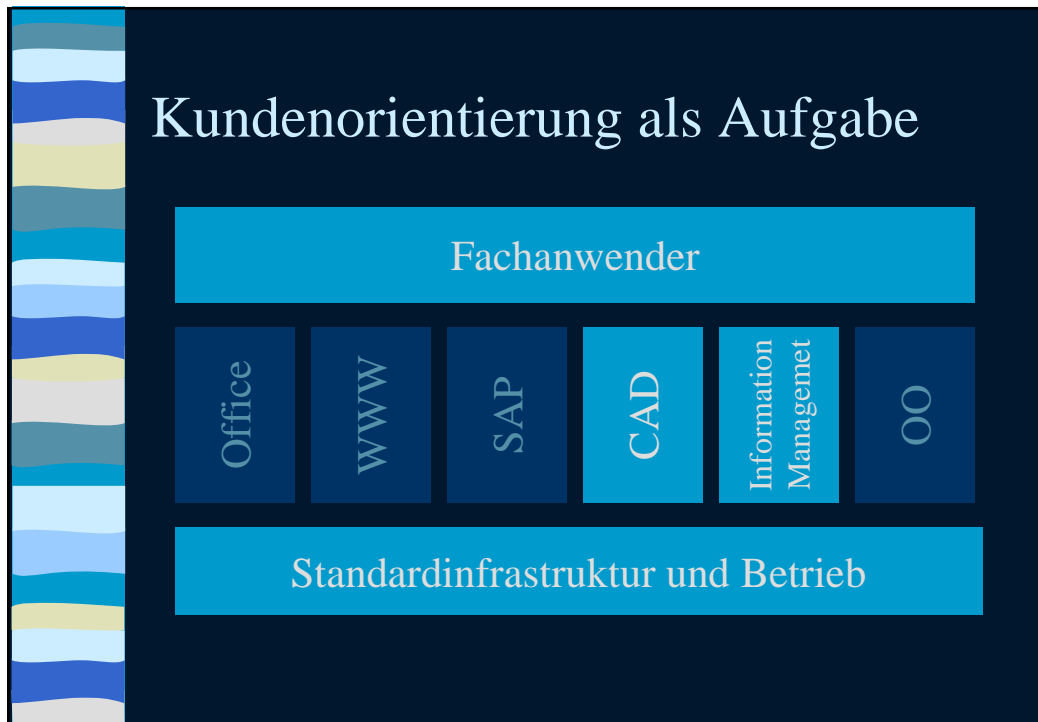 Kundenorientierung als Aufgabe
Fachanwender
Office
WWW
SAP
CAD
Information
Managemet
OO
Standardinfrastruktur und Betrieb